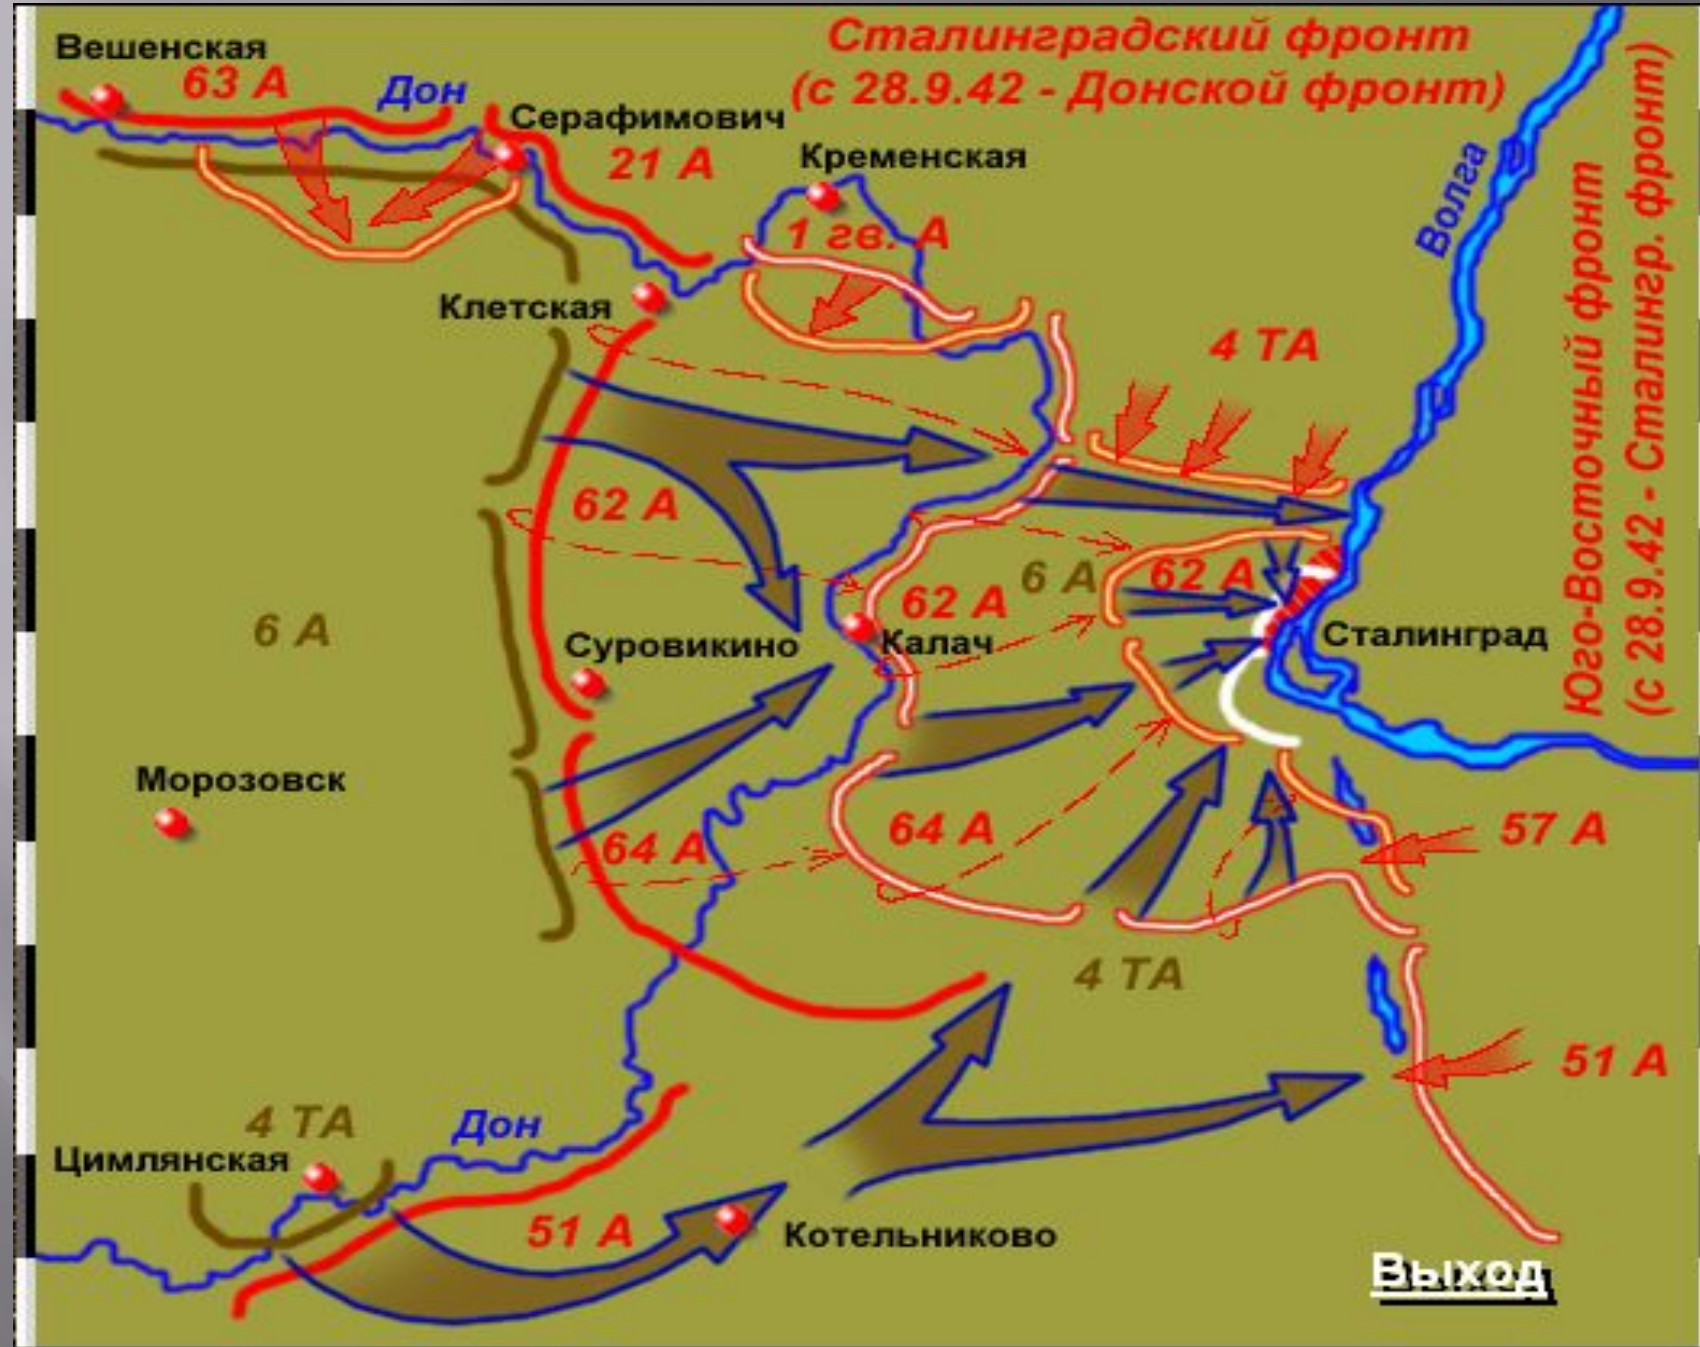 Сталинградский фронт
(с 28.9.42 - Донской фронт)
Юго-Восточный фронт
(с 28.9.42 - Сталингр. фронт)
Вешенская
63 А
Дон
Серафимович
21 А
Кременская
Волга
1 гв. А
Клетская
4 ТА
62 А
6 А
62 А
62 А
6 А
Суровикино
Калач
Сталинград
Морозовск
64 А
64 А
57 А
4 ТА
51 А
4 ТА
Дон
Цимлянская
51 А
Котельниково
Выход